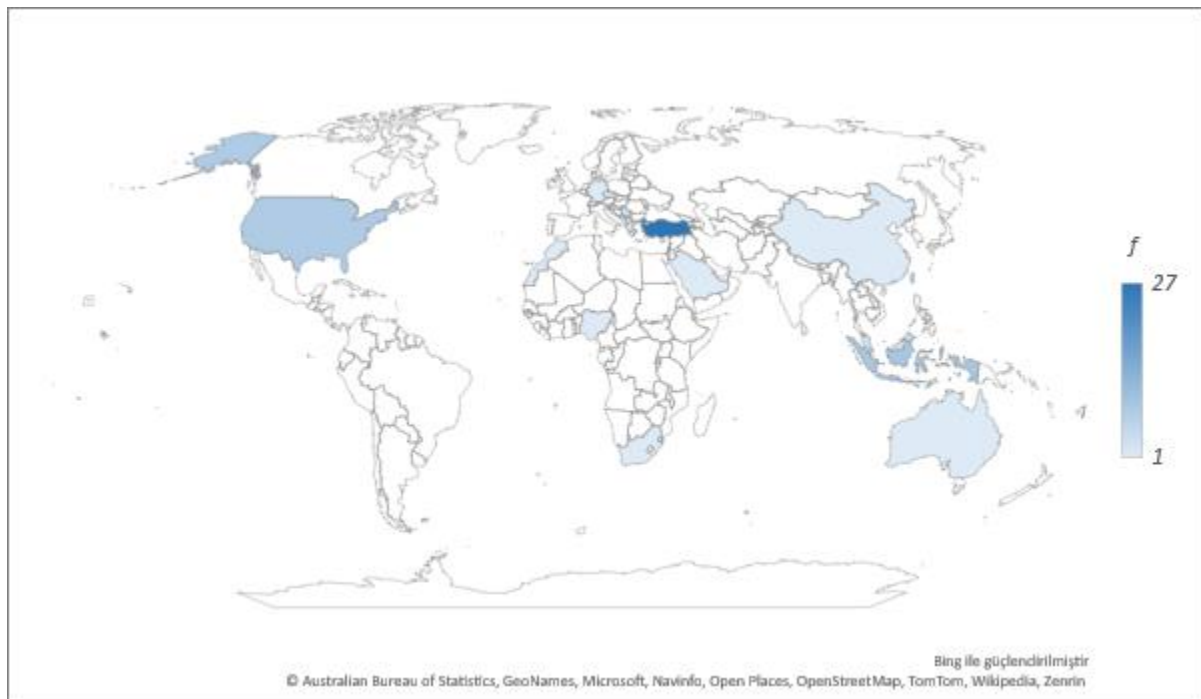 f
27
1
Bing ile güçlendirilmiştir
© Australian Bureau of Statistics, GeoNames, Microsoft, Navinfo, Open Places, OpenStreetMap, TomTom, Wikipedia, Zenrin